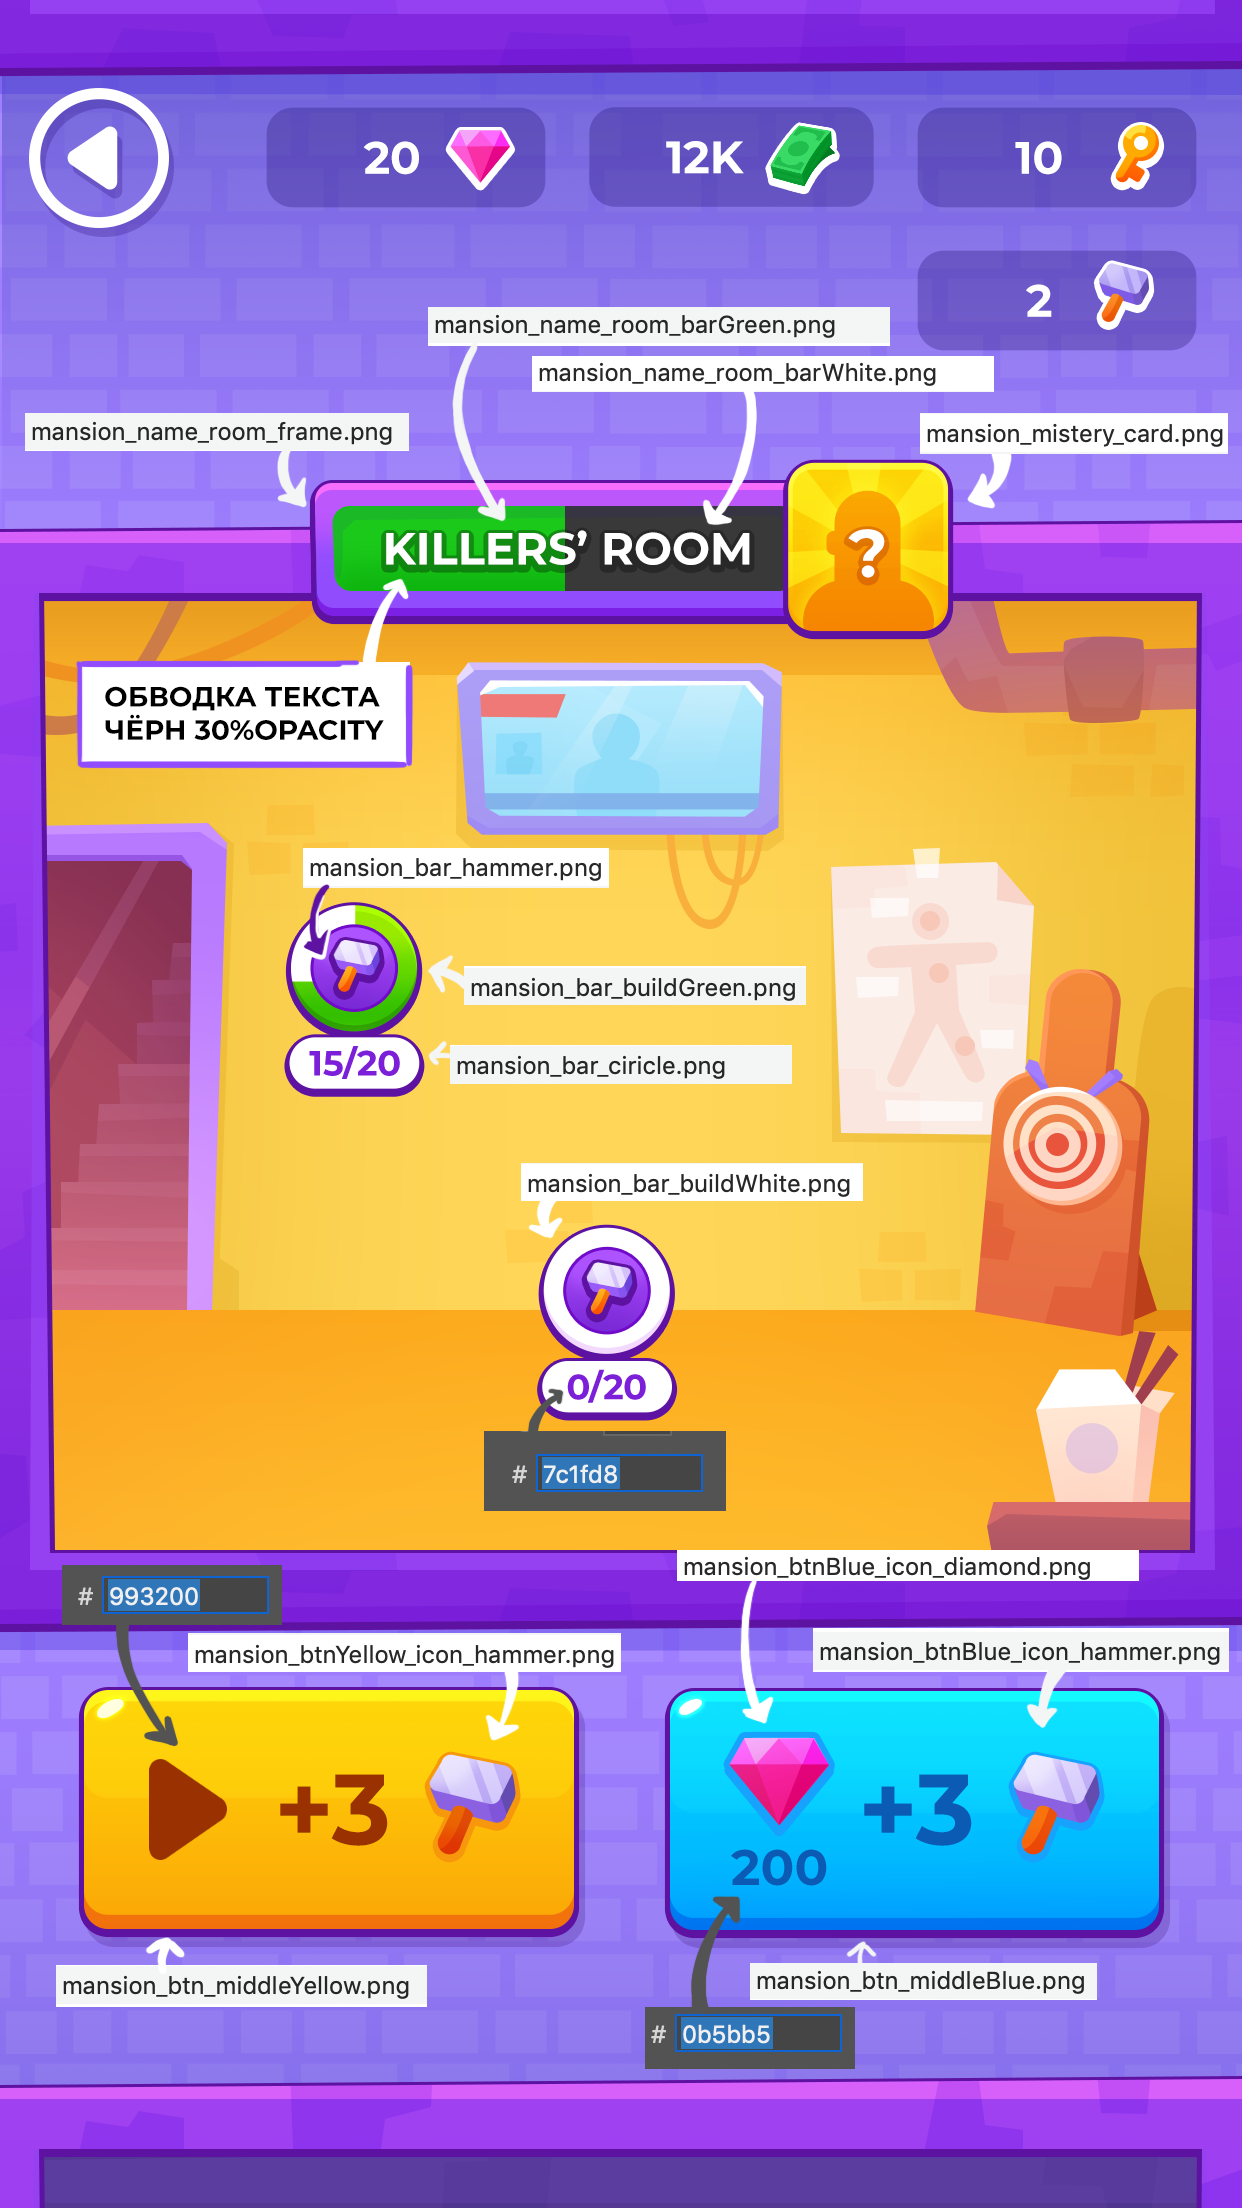 20
12K
10
2
mansion_name_room_barGreen.png
mansion_name_room_barWhite.png
mansion_name_room_frame.png
mansion_mistery_card.png
KILLERS’ ROOM
?
ОБВОДКА ТЕКСТА
ЧЁРН 30%OPACITY
mansion_bar_hammer.png
mansion_bar_buildGreen.png
15/20
mansion_bar_ciricle.png
mansion_bar_buildWhite.png
0/20
# 7c1fd8
mansion_btnBlue_icon_diamond.png
# 993200
mansion_btnYellow_icon_hammer.png
mansion_btnBlue_icon_hammer.png
+3
+3
200
mansion_btn_middleYellow.png
mansion_btn_middleBlue.png
# 0b5bb5